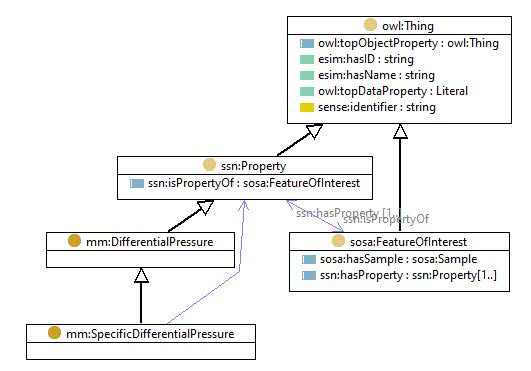 owl:Thing
owl:topObjectProperty : owl:Thing
esim:hasID : string
esim:hasName : string
owl:topDataProperty : Literal
sense:identifier : string
ssn:Property
ssn:isPropertyOf : sosa:FeatureOfInterest
ssn:hasProperty [1..]
ssn:isPropertyOf
mm:DifferentialPressure
sosa:FeatureOfInterest
sosa:hasSample : sosa:Sample
ssn:hasProperty : ssn:Property[1..]
mm:SpecificDifferentialPressure